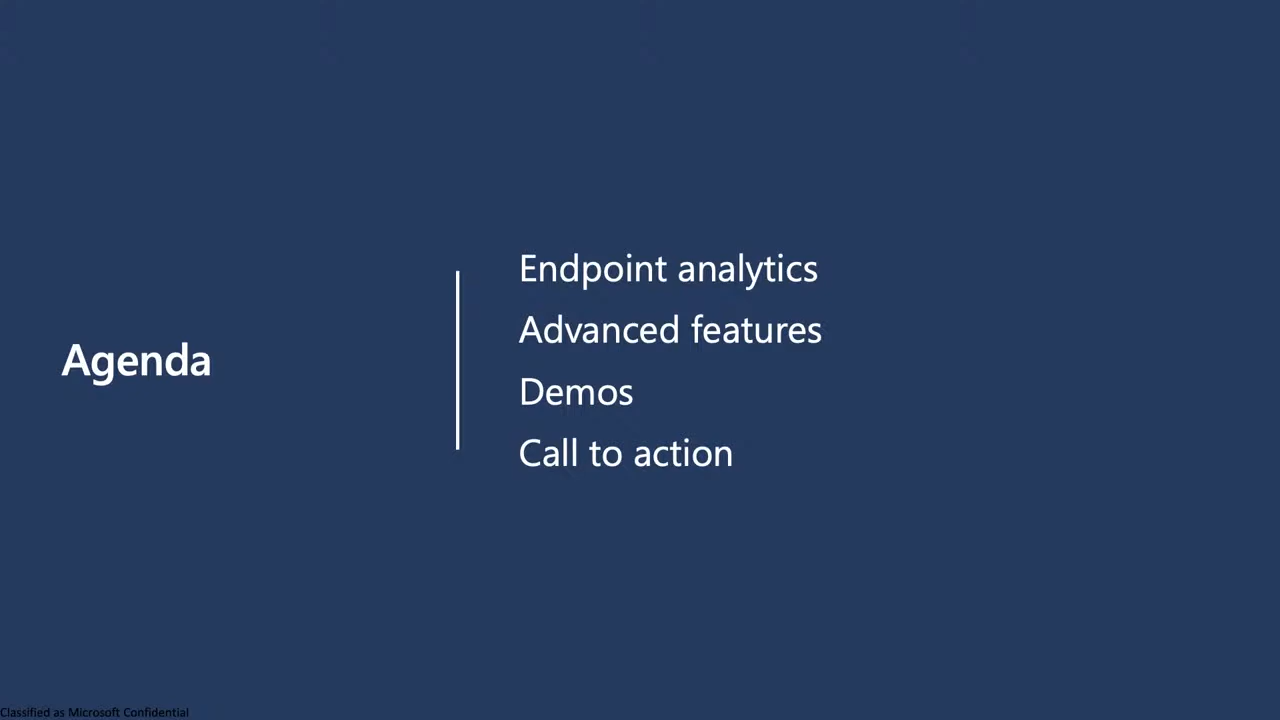 Agenda
Endpoint analytics
Advanced features
Demos
Call to action
Classified as Microsoft Confidential